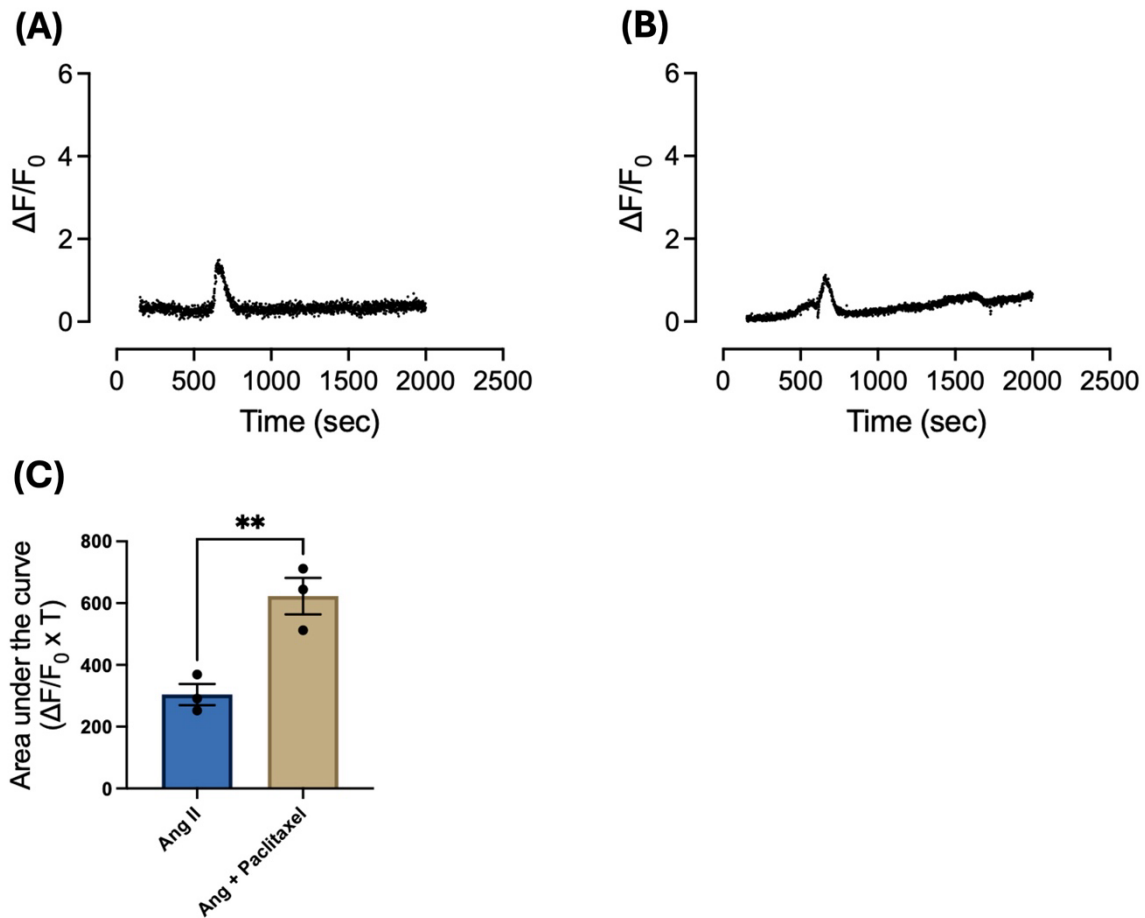 (A)
6
4
2
0
ΔF/F₀
0 500 1000 1500 2000 2500
Time (sec)
(B)
6
4
2
0
ΔF/F₀
0 500 1000 1500 2000 2500
Time (sec)
(C)
**
800
600
400
200
0
Area under the curve
(ΔF/F₀ x T)
Ang II
Ang + Paclitaxel